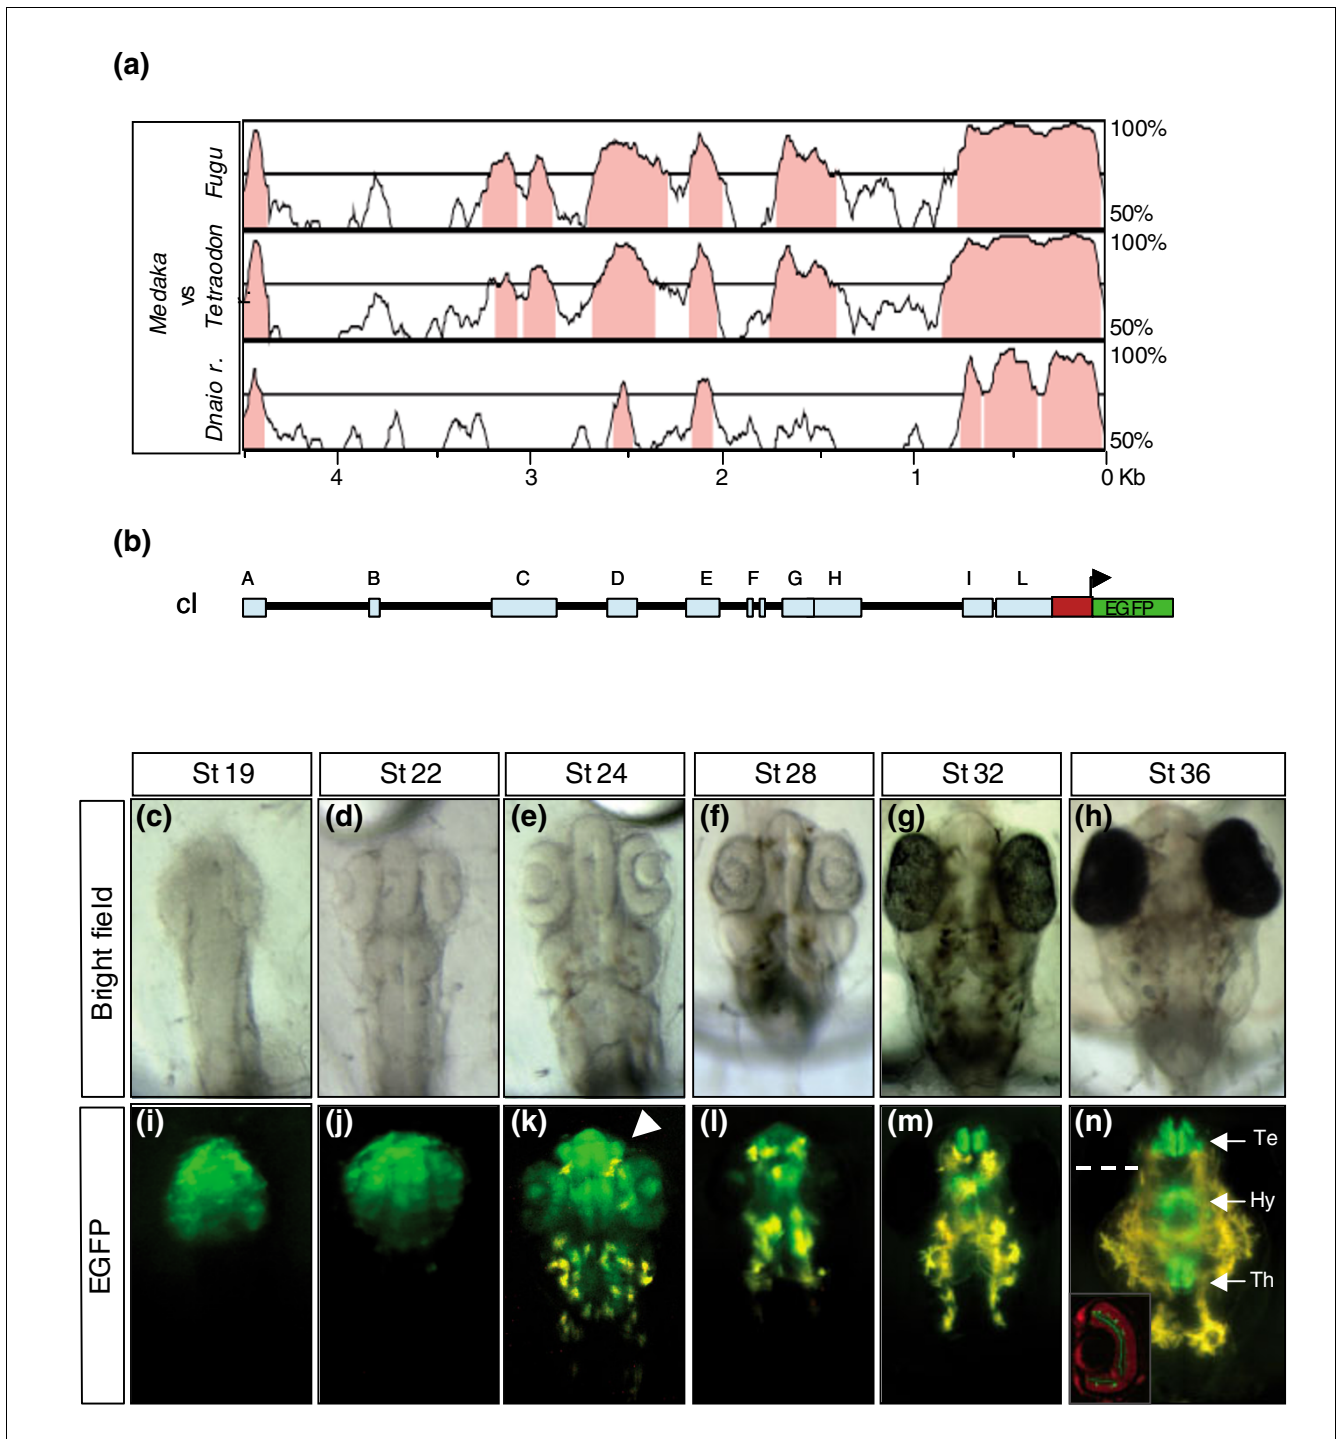 (a)
Medaka
vs
Fugu
Tetraodon
Dnaio r.
100%
50%
100%
50%
100%
50%
4 3 2 1 0 Kb
(b)
A B C D E F G H I L
cI
EGFP
St 19 St 22 St 24 St 28 St 32 St 36
Bright field
(c) (d) (e) (f) (g) (h)
EGFP
(i) (j) (k) (l) (m) (n)
Te
Hy
Th